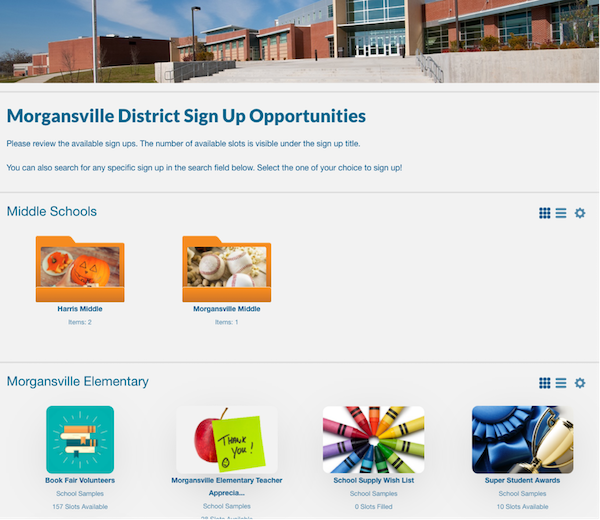 Morgansville District Sign Up Opportunities
Please review the available sign ups. The number of available slots is visible under the sign up title.
You can also search for any specific sign up in the search field below. Select the one of your choice to sign up!
Middle Schools
Harris Middle
Items: 2
Morgansville Middle
Items: 1
Morgansville Elementary
THANK
YOU!
Book Fair Volunteers
School Samples
157 Slots Available
Morgansville Elementary Teacher
Apprecia...
School Samples
School Supply Wish List
School Samples
0 Slots Filled
Super Student Awards
School Samples
10 Slots Available